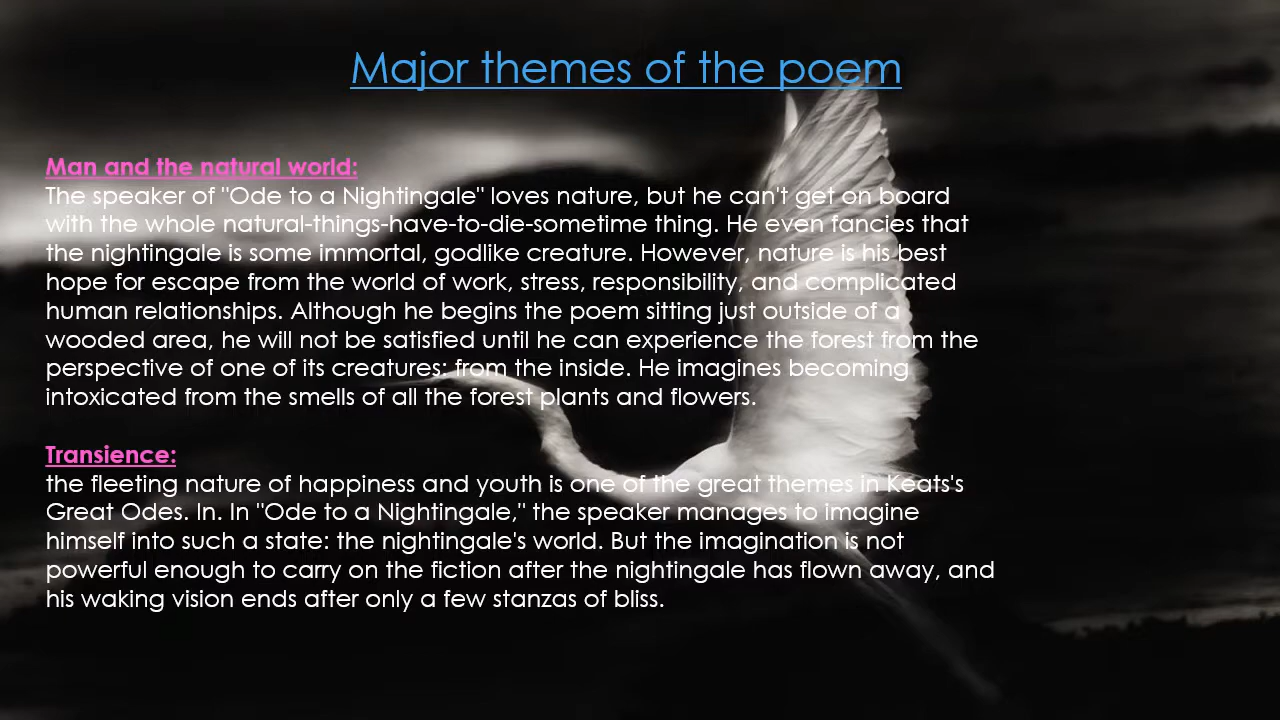 Major themes of the poem
Man and the natural world:
The speaker of "Ode to a Nightingale" loves nature, but he can't get on board
with the whole natural-things-have-to-die-sometime thing. He even fancies that
the nightingale is some immortal, godlike creature. However, nature is his best
hope for escape from the world of work, stress, responsibility, and complicated
human relationships. Although he begins the poem sitting just outside of a
wooded area, he will not be satisfied until he can experience the forest from the
perspective of one of its creatures: from the inside. He imagines becoming
intoxicated from the smells of all the forest plants and flowers.
Transience:
the fleeting nature of happiness and youth is one of the great themes in Keats's
Great Odes. In. In "Ode to a Nightingale," the speaker manages to imagine
himself into such a state: the nightingale's world. But the imagination is not
powerful enough to carry on the fiction after the nightingale has flown away, and
his waking vision ends after only a few stanzas of bliss.